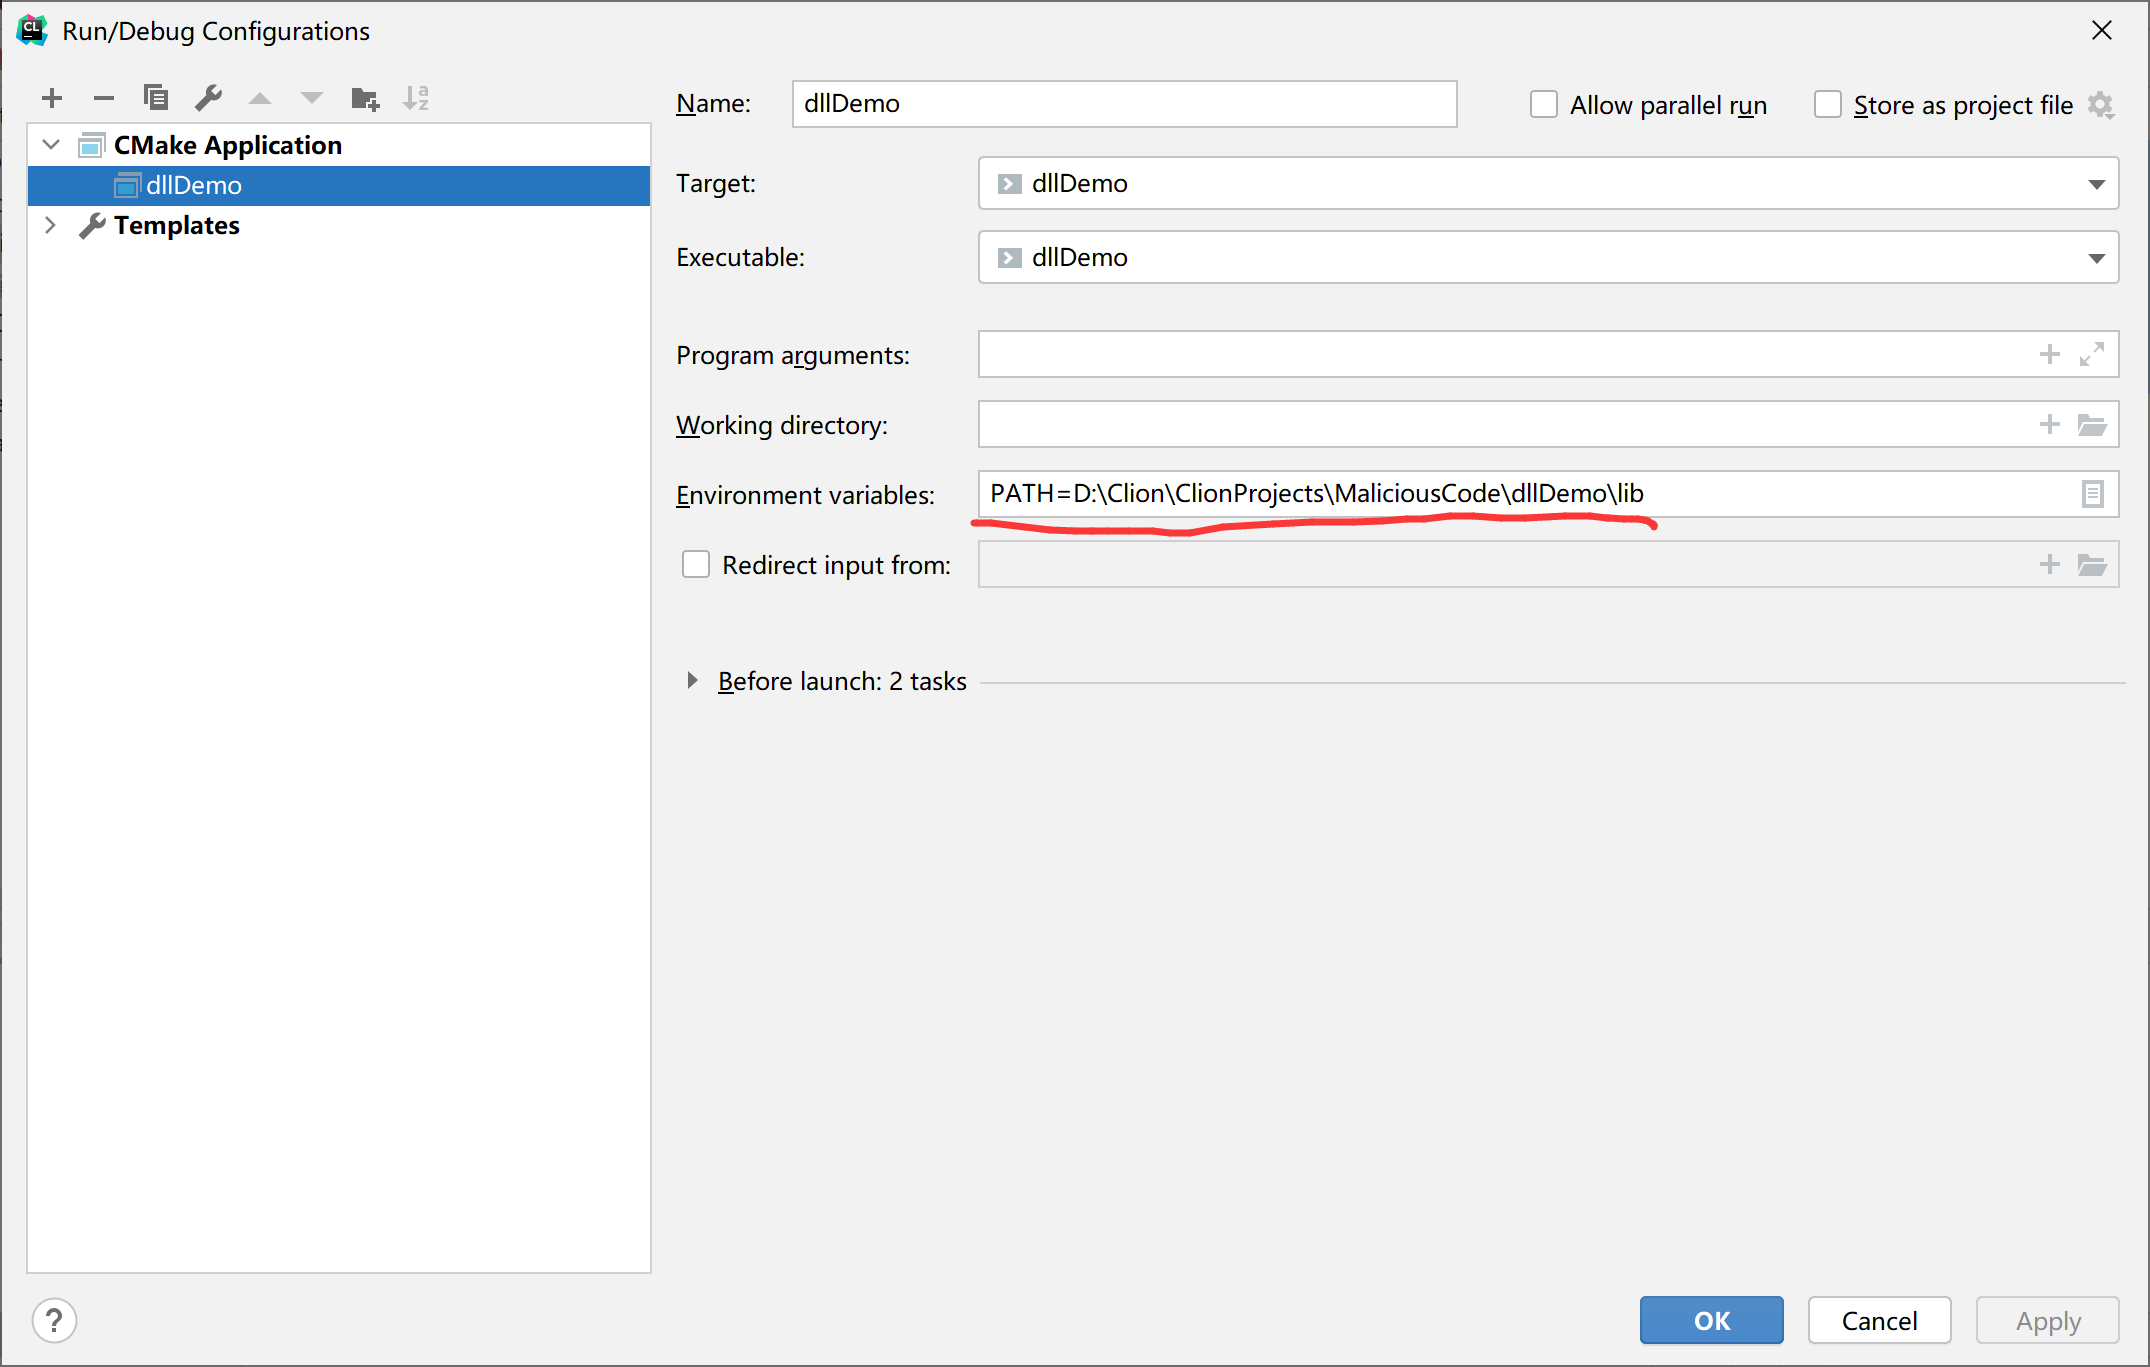 CL
Run/Debug Configurations
a
z
CMake Application
dllDemo
Templates
Name:
dllDemo
Allow parallel run
Store as project file
Target:
dllDemo
Executable:
dllDemo
Program arguments:
Working directory:
Environment variables:
PATH=D:\Clion\ClionProjects\MaliciousCode\dllDemo\lib
Redirect input from:
Before launch: 2 tasks
?
OK
Cancel
Apply